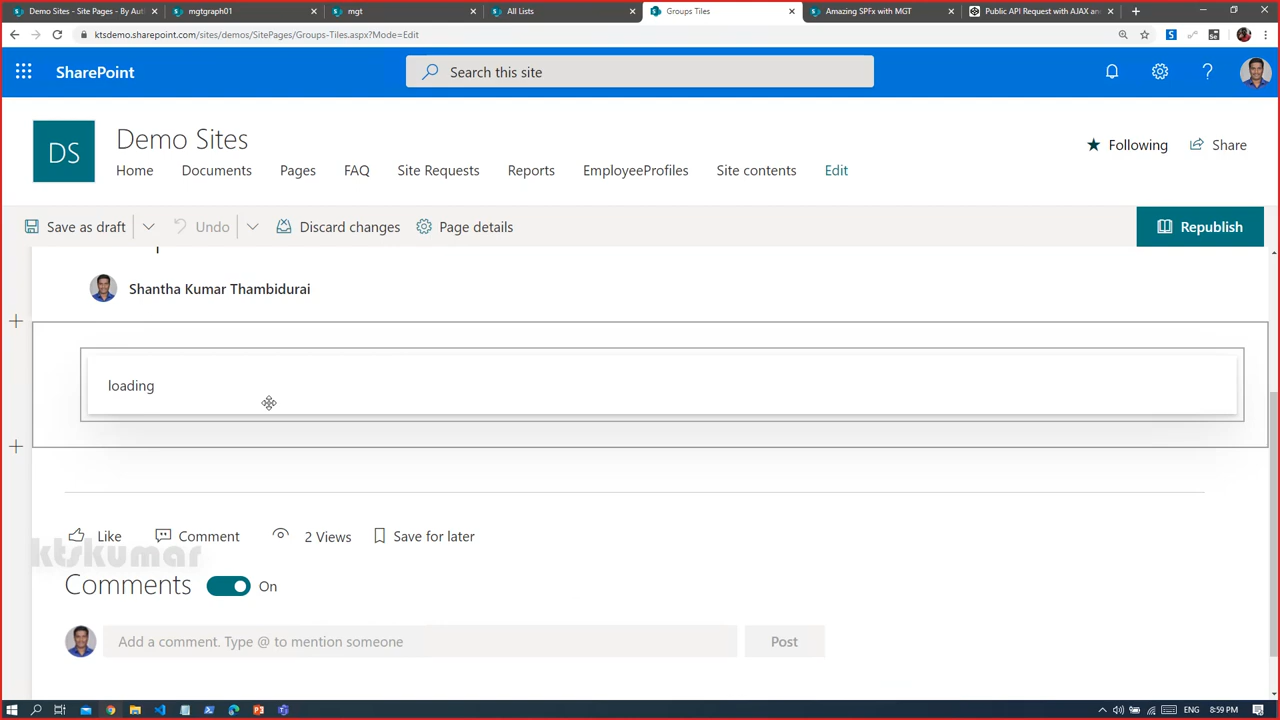 Demo Sites - Site Pages - By Auth
mgtgraph01
mgt
All Lists
Groups Tiles
Amazing SPFx with MGT
Public API Request with AJAX an
ktsdemo.sharepoint.com/sites/demos/SitePages/Groups-Tiles.aspx?Mode=Edit
SharePoint
Search this site
DS
Demo Sites
Following
Share
Home
Documents
Pages
FAQ
Site Requests
Reports
EmployeeProfiles
Site contents
Edit
Save as draft
Undo
Discard changes
Page details
Republish
Shantha Kumar Thambidurai
loading
Like
Comment
2 Views
Save for later
ktskumar
Comments
On
Add a comment. Type @ to mention someone
Post
ENG
8:59 PM